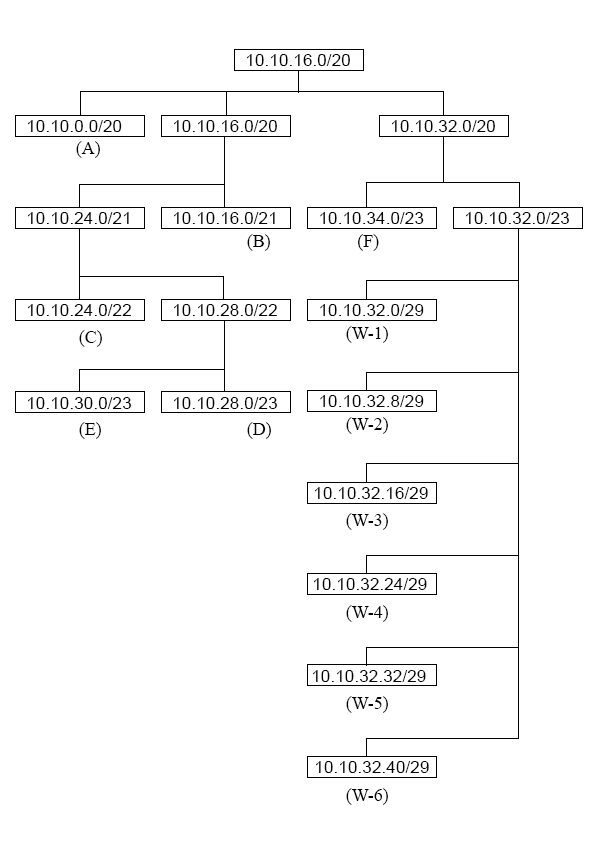 10.10.16.0/20
10.10.0.0/20
10.10.16.0/20
10.10.32.0/20
(A)
10.10.24.0/21
10.10.16.0/21
10.10.34.0/23
10.10.32.0/23
(B)
(F)
10.10.24.0/22
10.10.28.0/22
10.10.32.0/29
(C)
(W-1)
10.10.30.0/23
10.10.28.0/23
10.10.32.8/29
(E)
(D)
(W-2)
10.10.32.16/29
(W-3)
10.10.32.24/29
(W-4)
10.10.32.32/29
(W-5)
10.10.32.40/29
(W-6)